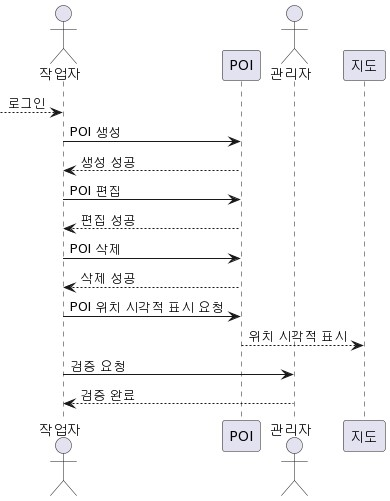 작업자
POI
관리자
지도
로그인
POI 생성
생성 성공
POI 편집
편집 성공
POI 삭제
삭제 성공
POI 위치 시각적 표시 요청
위치 시각적 표시
검증 요청
검증 완료
작업자
POI
관리자
지도